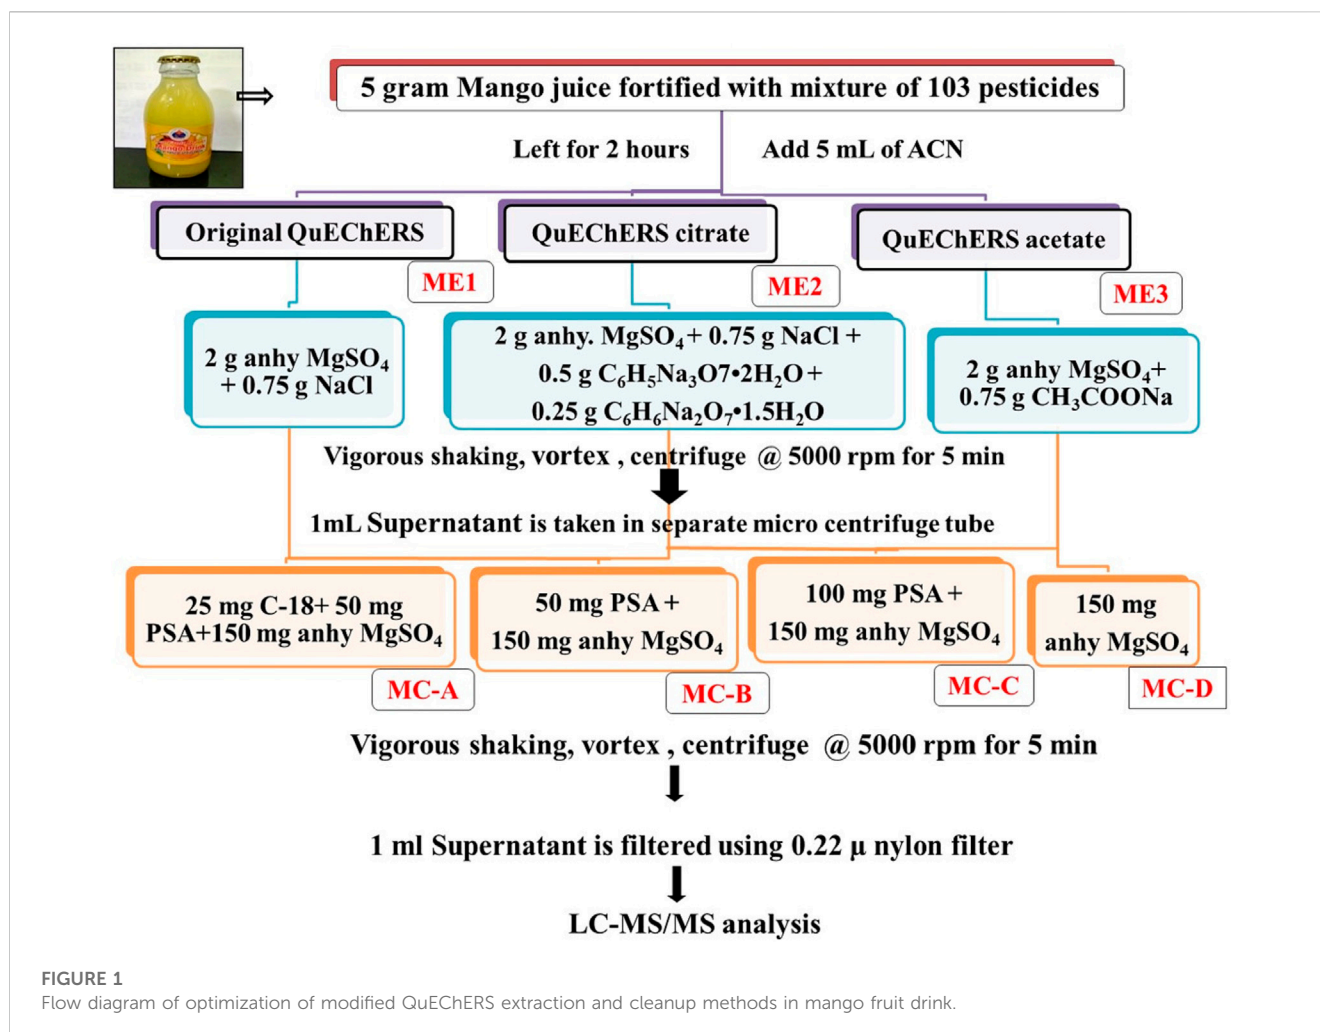 5 gram Mango juice fortified with mixture of 103 pesticides
Mango Drink
Left for 2 hours
Add 5 mL of ACN
Original QuEChERS
QuEChERS citrate
QuEChERS acetate
ME1
ME2
ME3
2 g anhy MgSO₄
+ 0.75 g NaCl
2 g anhy. MgSO₄ + 0.75 g NaCl +
0.5 g C₆H₅Na₃O7•2H₂O +
0.25 g C₆H₆Na₂O₇•1.5H₂O
2 g anhy MgSO₄+
0.75 g CH₃COONa
Vigorous shaking, vortex , centrifuge @ 5000 rpm for 5 min
1mL Supernatant is taken in separate micro centrifuge tube
25 mg C-18+ 50 mg
PSA+150 mg anhy MgSO₄
50 mg PSA +
150 mg anhy MgSO₄
100 mg PSA +
150 mg anhy MgSO₄
150 mg
anhy MgSO₄
MC-A
MC-B
MC-C
MC-D
Vigorous shaking, vortex , centrifuge @ 5000 rpm for 5 min
1 ml Supernatant is filtered using 0.22 µ nylon filter
LC-MS/MS analysis
FIGURE 1
Flow diagram of optimization of modified QuEChERS extraction and cleanup methods in mango fruit drink.